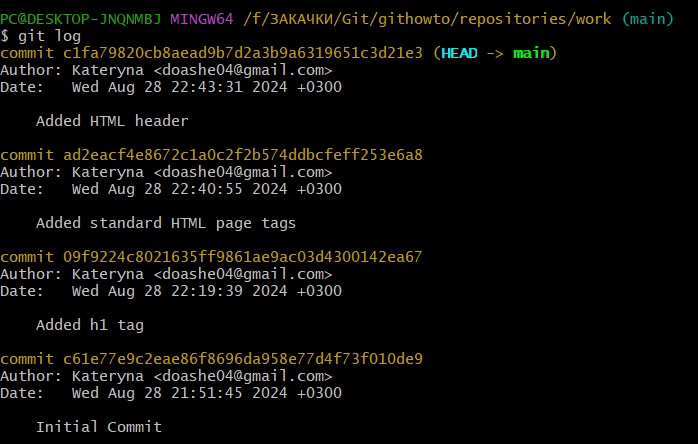 PC@DESKTOP-JNQNMBJ MINGW64 /f/ЗАКАЧКИ/Git/githowto/repositories/work (main)
$ git log
commit c1fa79820cb8aead9b7d2a3b9a6319651c3d21e3 (HEAD -> main)
Author: Kateryna <doashe04@gmail.com>
Date:   Wed Aug 28 22:43:31 2024 +0300
    Added HTML header
commit ad2eacf4e8672c1a0c2f2b574ddbcfeff253e6a8
Author: Kateryna <doashe04@gmail.com>
Date:   Wed Aug 28 22:40:55 2024 +0300
    Added standard HTML page tags
commit 09f9224c8021635ff9861ae9ac03d4300142ea67
Author: Kateryna <doashe04@gmail.com>
Date:   Wed Aug 28 22:19:39 2024 +0300
    Added h1 tag
commit c61e77e9c2eae86f8696da958e77d4f73f010de9
Author: Kateryna <doashe04@gmail.com>
Date:   Wed Aug 28 21:51:45 2024 +0300
    Initial Commit